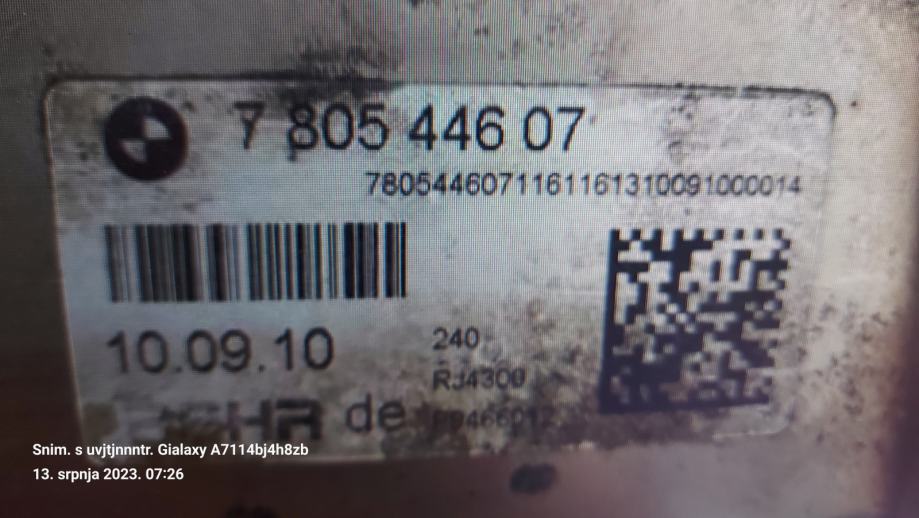 7 805 446 07
7805446071161161310091000014
10.09.10
240
RJ4300
de
Snim. s uvjtjnnntr. Gialaxy A7114bj4h8zb
13. srpnja 2023. 07:26